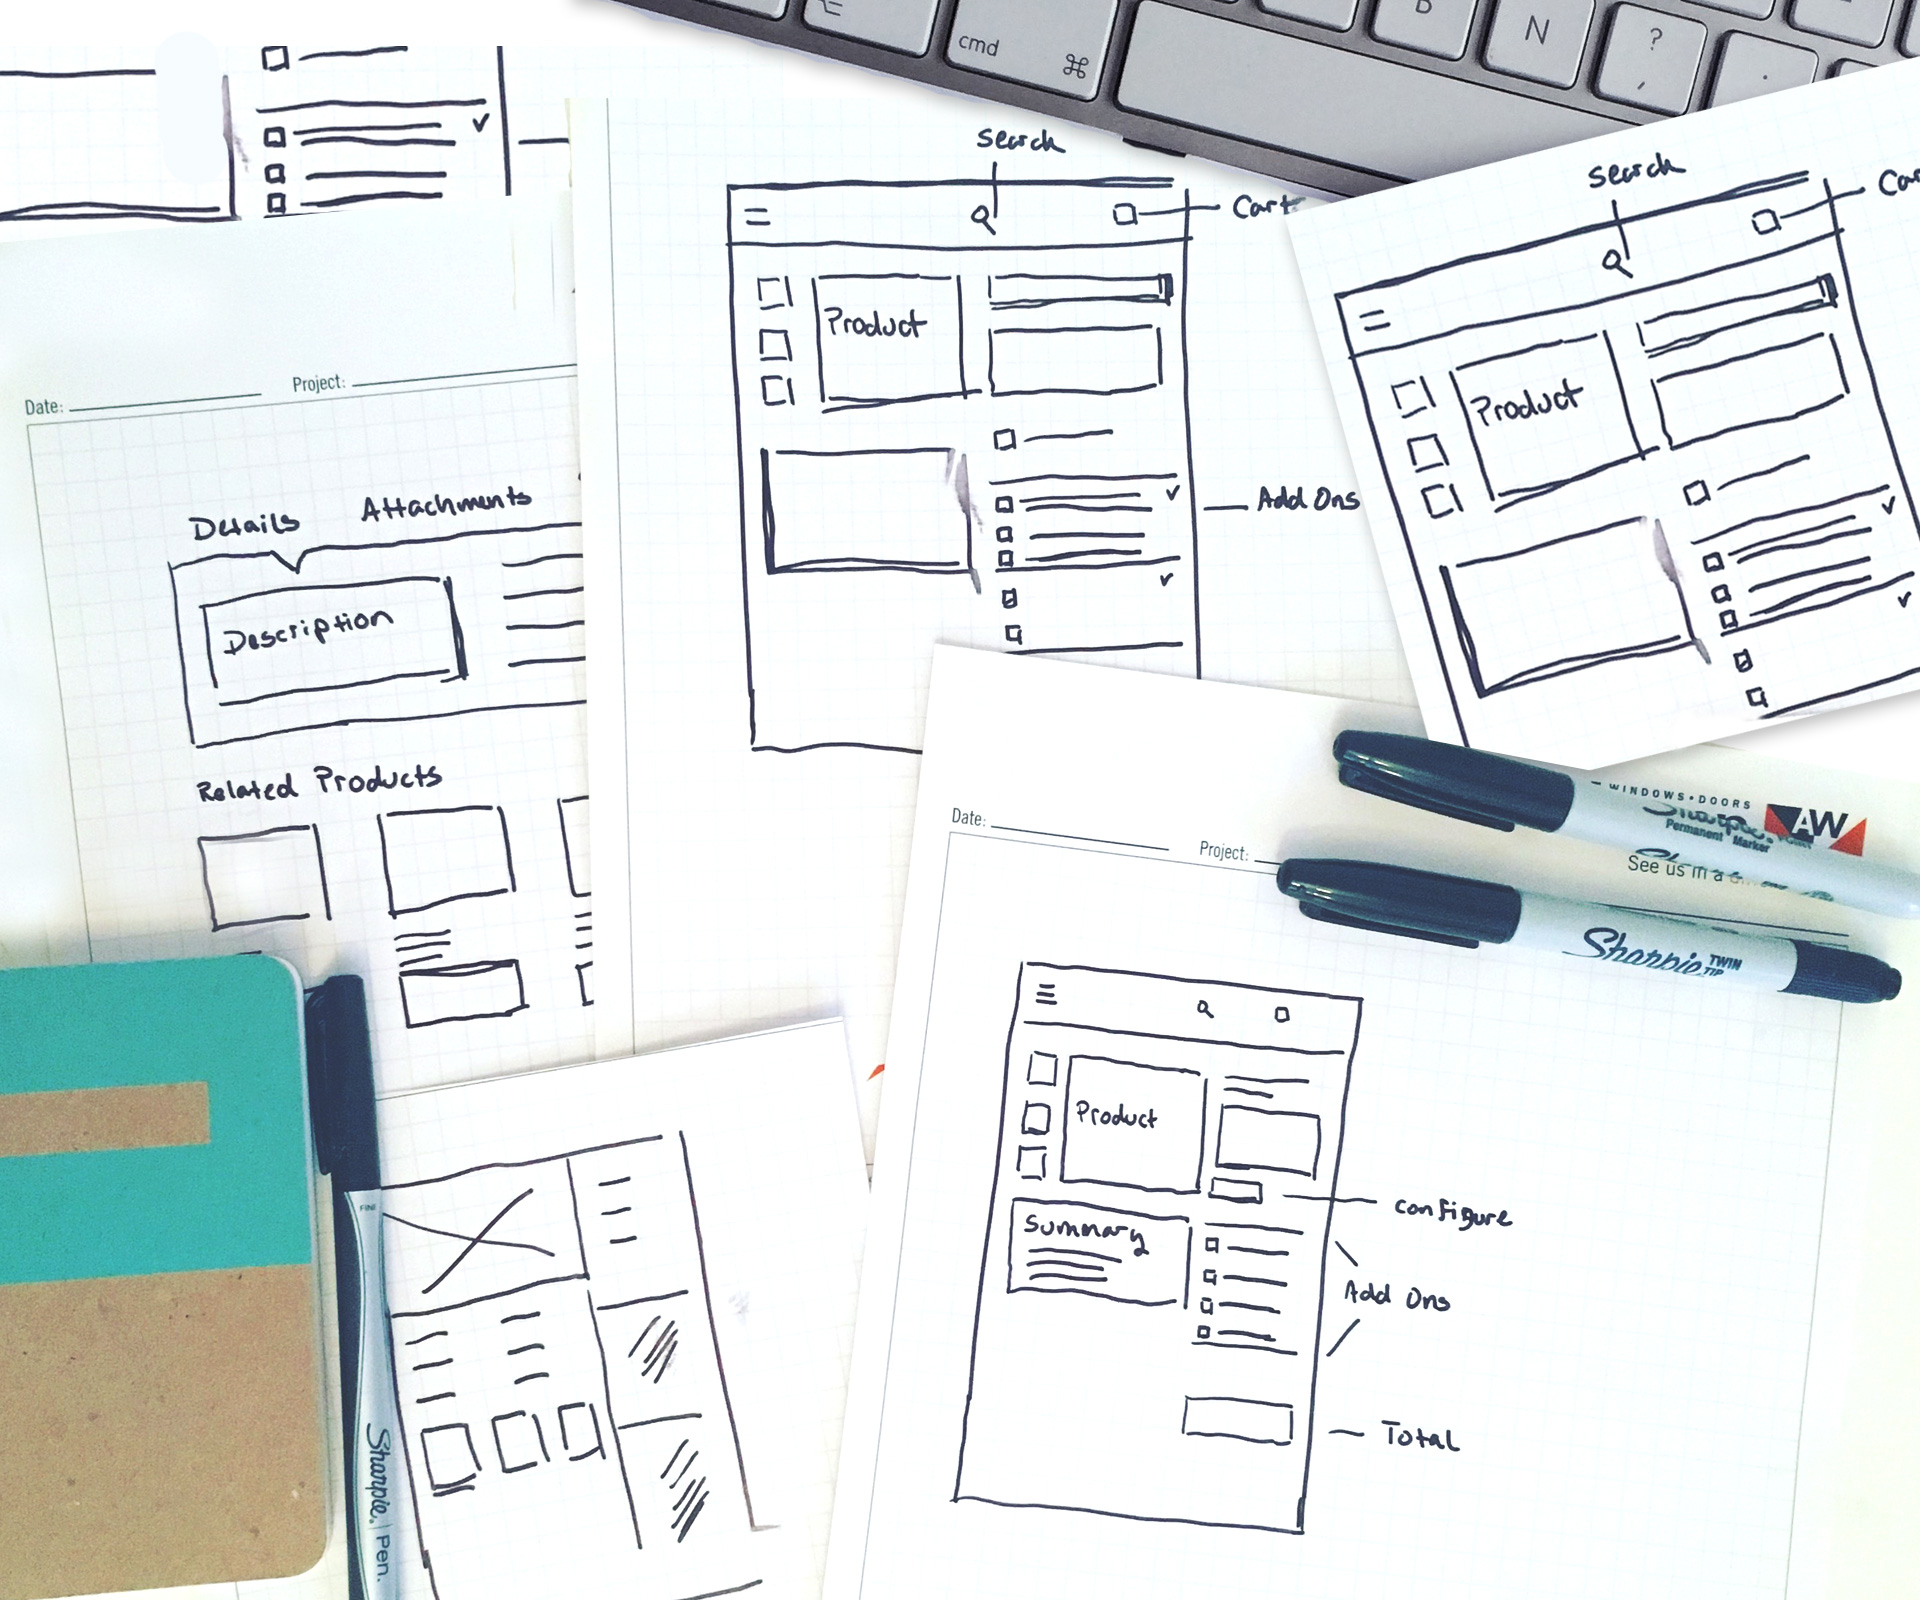 cmd ⌘
B
N
?
,
.
search
Cart
Product
Add Ons
search
Product
Date:
Project:
Details
Attachments
Description
Related Products
WINDOWS • DOORS
AW
Sharpie
Permanent Marker
See us in a
Sharpie TWIN TIP
Date:
Project:
Product
configure
Summary
Add Ons
Total
FINE
Sharpie. | Pen.